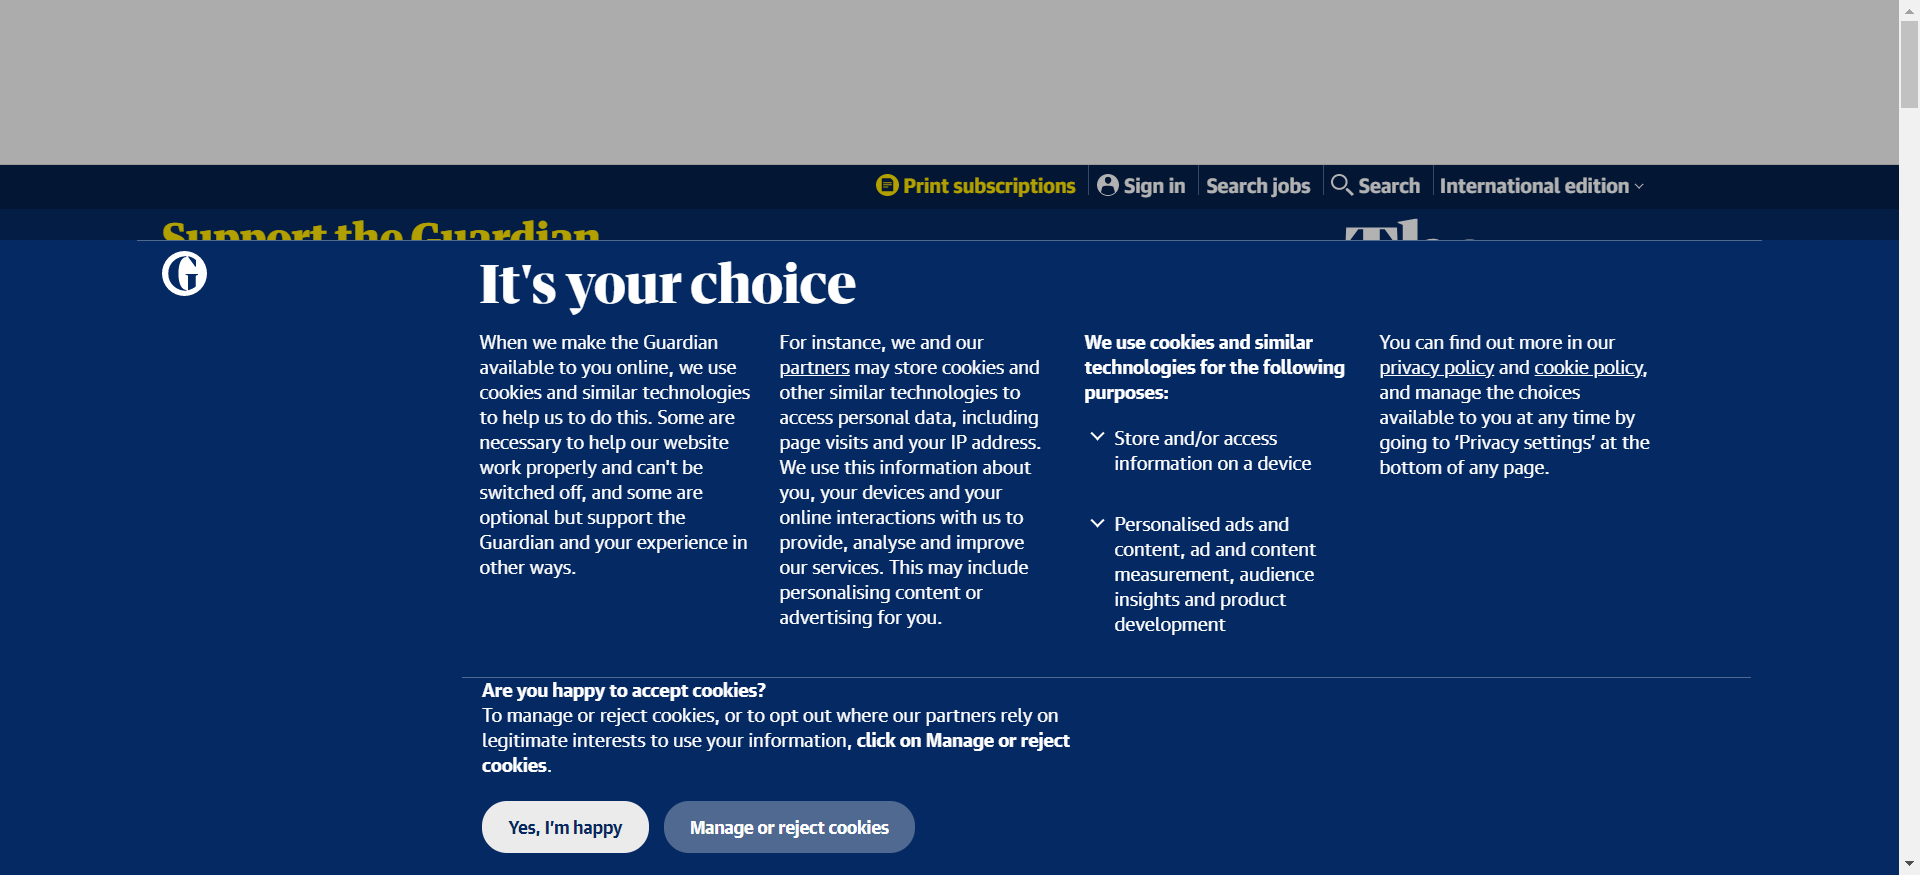 Print subscriptions
Sign in
Search jobs
Search
International edition
Support the Guardian
The
It's your choice
When we make the Guardian
available to you online, we use
cookies and similar technologies
to help us to do this. Some are
necessary to help our website
work properly and can't be
switched off, and some are
optional but support the
Guardian and your experience in
other ways.
For instance, we and our
partners may store cookies and
other similar technologies to
access personal data, including
page visits and your IP address.
We use this information about
you, your devices and your
online interactions with us to
provide, analyse and improve
our services. This may include
personalising content or
advertising for you.
We use cookies and similar
technologies for the following
purposes:
Store and/or access
information on a device
Personalised ads and
content, ad and content
measurement, audience
insights and product
development
You can find out more in our
privacy policy and cookie policy,
and manage the choices
available to you at any time by
going to ‘Privacy settings’ at the
bottom of any page.
Are you happy to accept cookies?
To manage or reject cookies, or to opt out where our partners rely on
legitimate interests to use your information, click on Manage or reject
cookies.
Yes, I’m happy
Manage or reject cookies